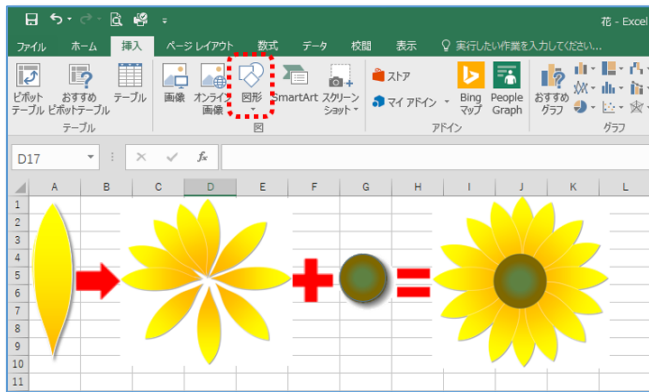 花 - Excel
ファイル ホーム 挿入 ページ レイアウト 数式 データ 校閲 表示 実行したい作業を入力してください...
ピボット
テーブル
おすすめ
ピボットテーブル
テーブル
テーブル
画像
オンライン
画像
図形
SmartArt
スクリーン
ショット
図
ストア
マイ アドイン
Bing
マップ
People
Graph
アドイン
おすすめ
グラフ
グラフ
D17
fx
A B C D E F G H I J K L
1
2
3
4
5
6
7
8
9
10
11